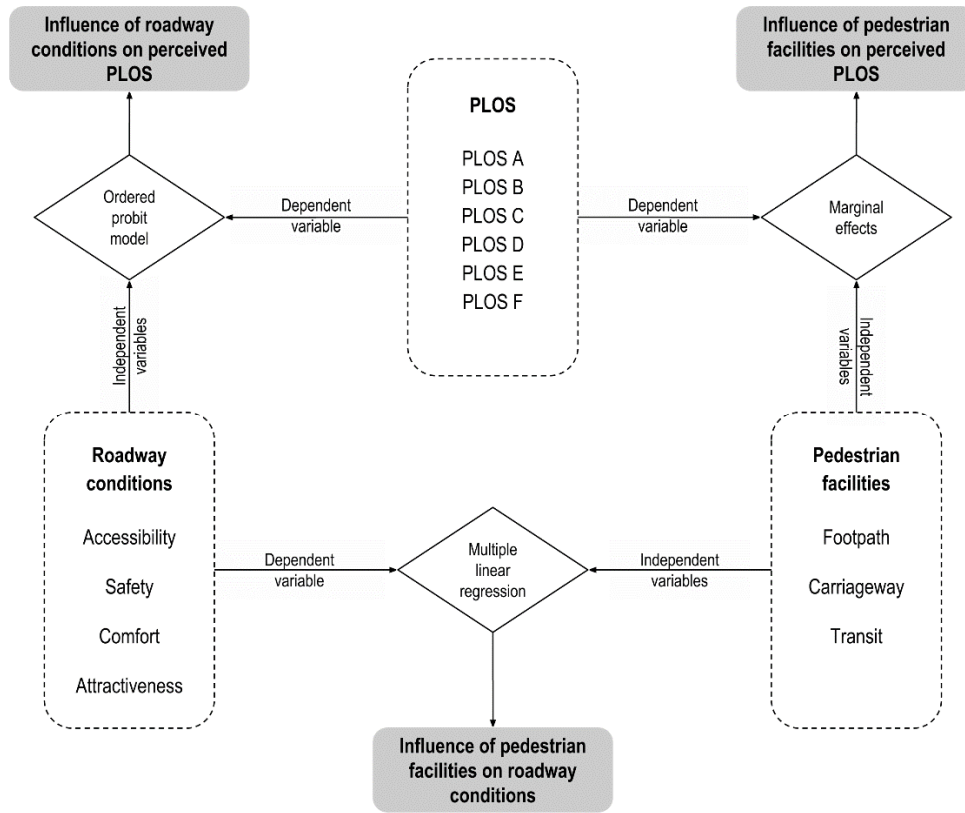 Influence of roadway
conditions on perceived
PLOS
Influence of pedestrian
facilities on perceived
PLOS
PLOS
PLOS A
PLOS B
PLOS C
PLOS D
PLOS E
PLOS F
Ordered
probit
model
Dependent
variable
Dependent
variable
Marginal
effects
Independent
variables
Independent
variables
Roadway
conditions
Accessibility
Safety
Comfort
Attractiveness
Dependent
variable
Multiple
linear
regression
Independent
variables
Pedestrian
facilities
Footpath
Carriageway
Transit
Influence of pedestrian
facilities on roadway
conditions